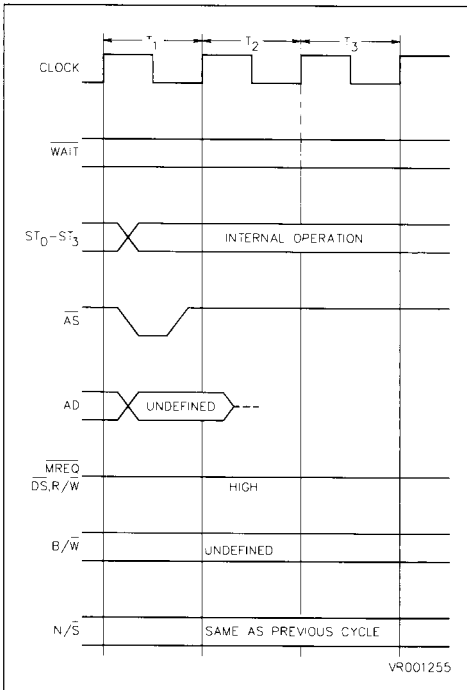 T1 T2 T3
CLOCK
WAIT
ST0-ST3 INTERNAL OPERATION
AS
AD UNDEFINED
MREQ
DS,R/W HIGH
B/W UNDEFINED
N/S SAME AS PREVIOUS CYCLE
VR001255